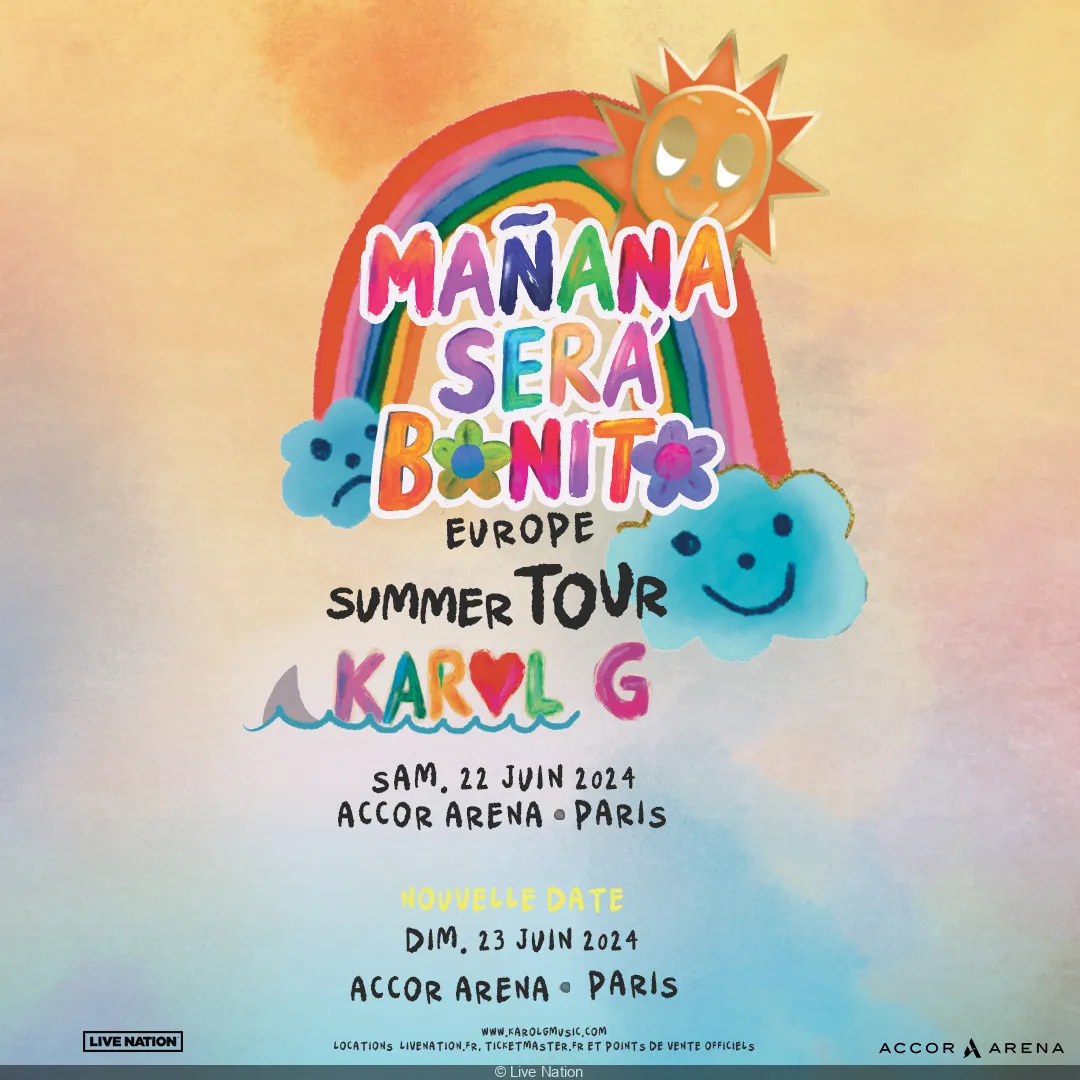 MAÑANA
SERÁ
BONITO
EUROPE
SUMMER TOUR
KAROL G
SAM. 22 JUIN 2024
ACCOR ARENA • PARIS
NOUVELLE DATE
DIM. 23 JUIN 2024
ACCOR ARENA • PARIS
WWW.KAROLGMUSIC.COM
LOCATIONS LIVENATION.FR, TICKETMASTER.FR ET POINTS DE VENTE OFFICIELS
LIVE NATION
ACCOR ARENA
© Live Nation